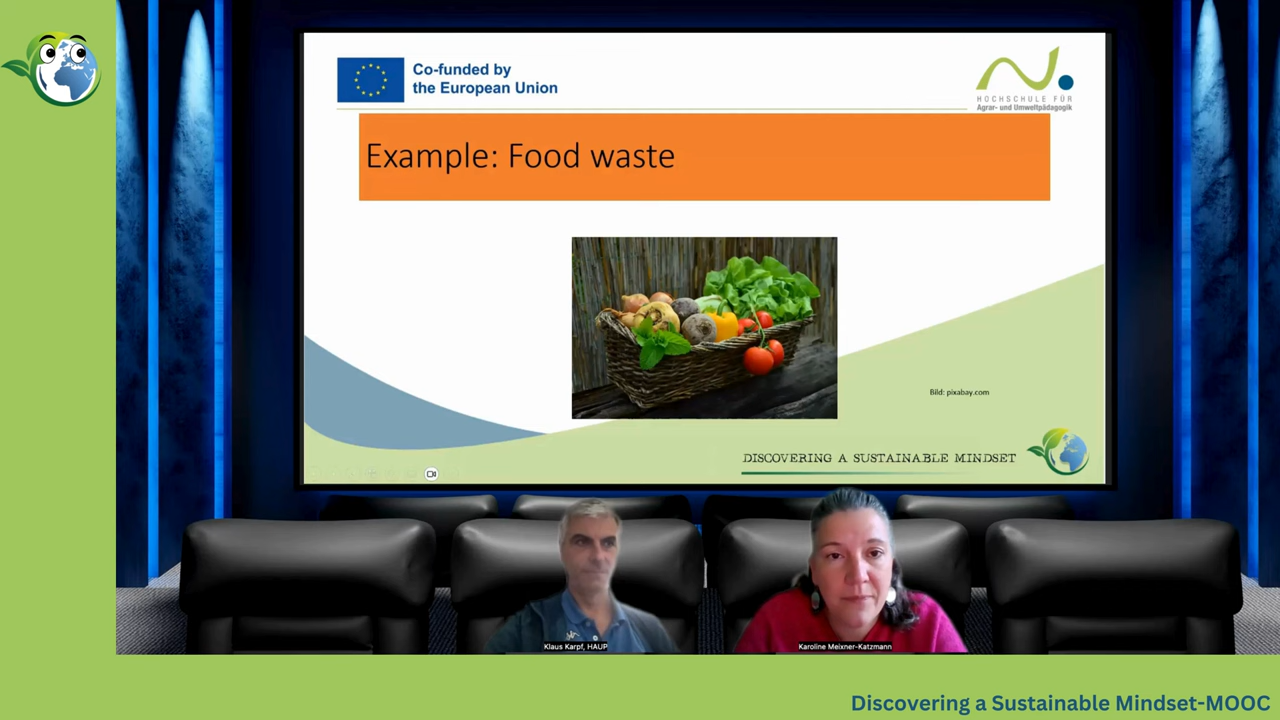 Co-funded by
the European Union
HOCHSCHULE FÜR
Agrar- und Umweltpädagogik
Example: Food waste
Bild: pixabay.com
DISCOVERING A SUSTAINABLE MINDSET
Klaus Karpf, HAUP
Karoline Meixner-Katzmann
Discovering a Sustainable Mindset-MOOC